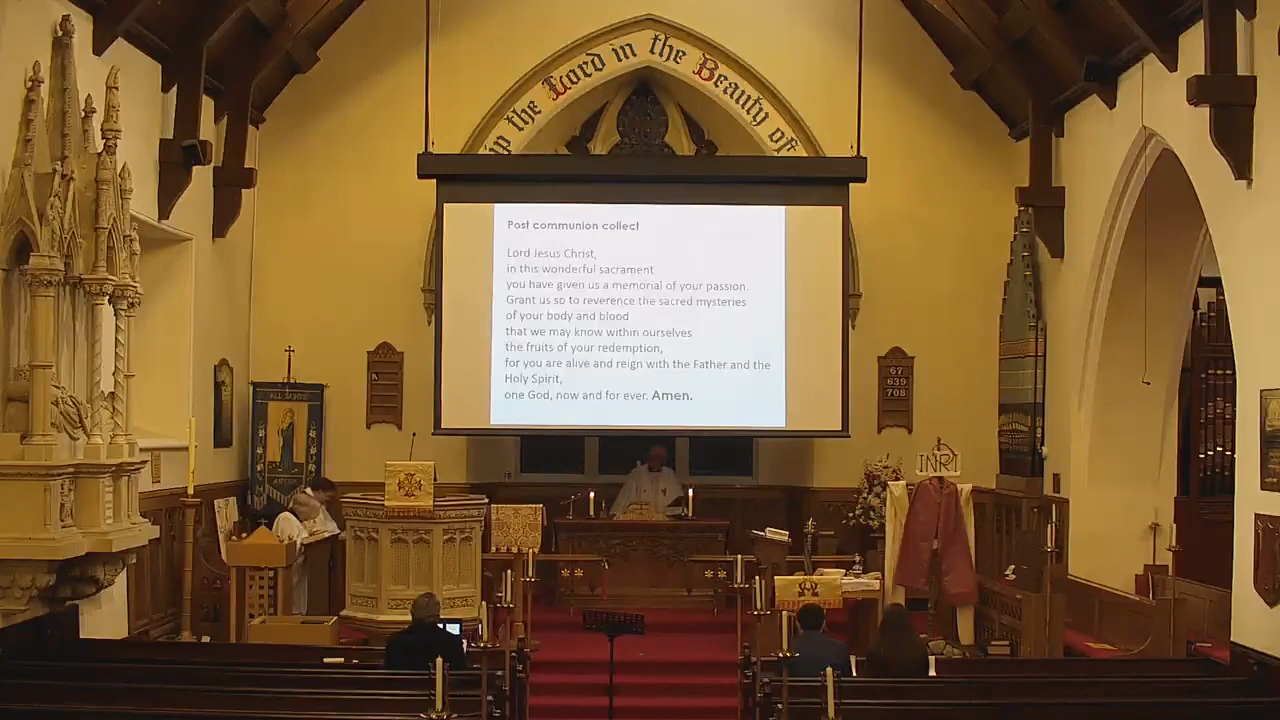 the Lord in the Beauty of
Post communion collect
Lord Jesus Christ,
in this wonderful sacrament
you have given us a memorial of your passion.
Grant us so to reverence the sacred mysteries
of your body and blood
that we may know within ourselves
the fruits of your redemption,
for you are alive and reign with the Father and the
Holy Spirit,
one God, now and for ever. Amen.
67
639
708
ALL SAINTS
INRI